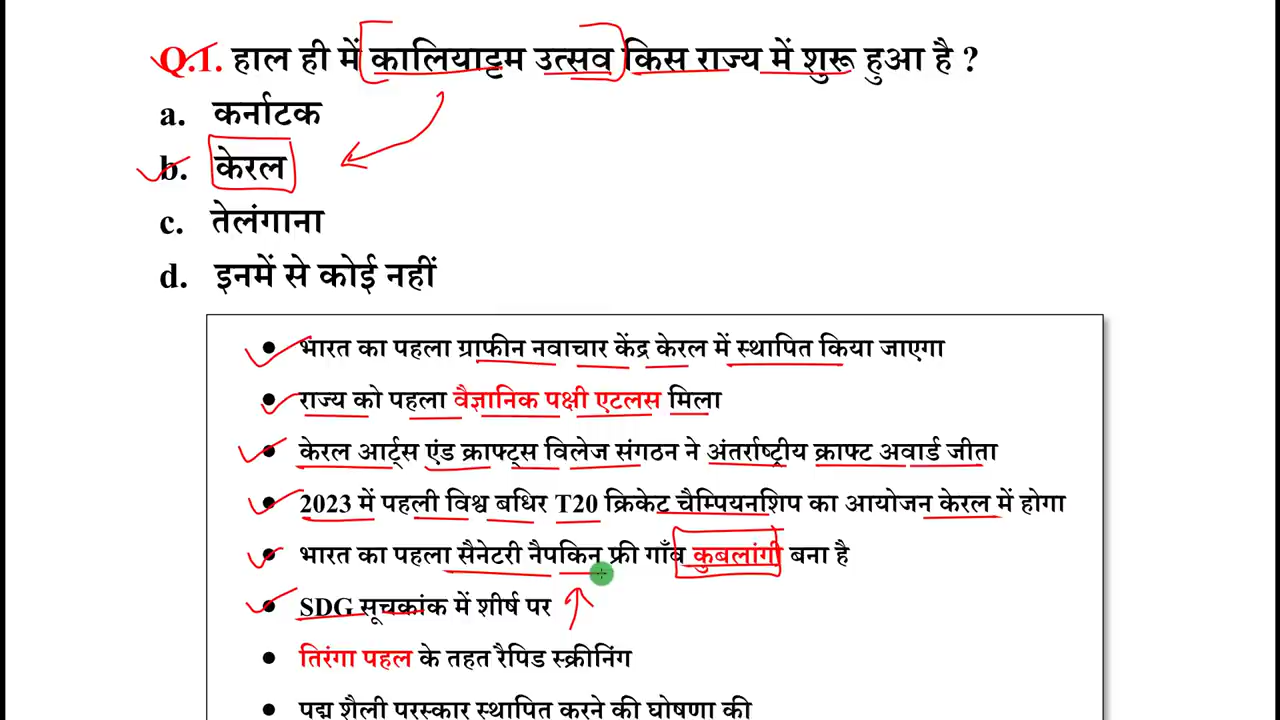 Q.1. हाल ही में कालियाट्टम उत्सव किस राज्य में शुरू हुआ है ?
a. कर्नाटक
b. केरल
c. तेलंगाना
d. इनमें से कोई नहीं
• भारत का पहला ग्राफीन नवाचार केंद्र केरल में स्थापित किया जाएगा
• राज्य को पहला वैज्ञानिक पक्षी एटलस मिला
• केरल आर्ट्स एंड क्राफ्ट्स विलेज संगठन ने अंतर्राष्ट्रीय क्राफ्ट अवार्ड जीता
• 2023 में पहली विश्व बधिर T20 क्रिकेट चैम्पियनशिप का आयोजन केरल में होगा
• भारत का पहला सैनेटरी नैपकिन फ्री गाँव कुबलांगी बना है
• SDG सूचकांक में शीर्ष पर
• तिरंगा पहल के तहत रैपिड स्क्रीनिंग
• पद्म शैली पुरस्कार स्थापित करने की घोषणा की